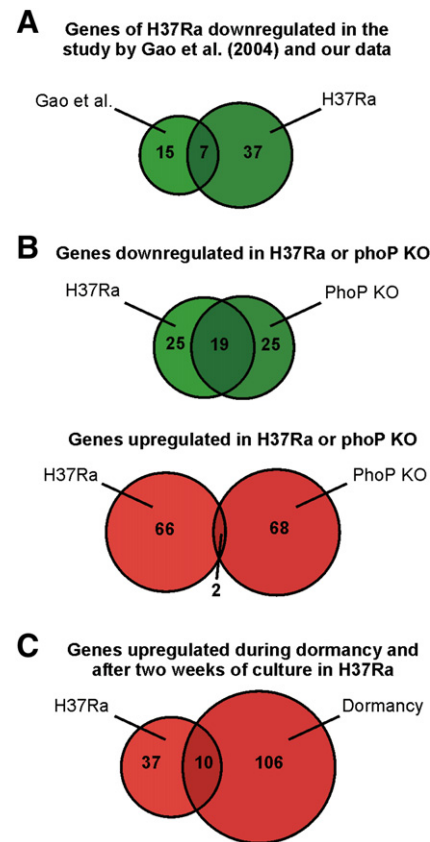 A
Genes of H37Ra downregulated in the
study by Gao et al. (2004) and our data
Gao et al.
H37Ra
15
7
37
B
Genes downregulated in H37Ra or phoP KO
H37Ra
PhoP KO
25
19
25
Genes upregulated in H37Ra or phoP KO
H37Ra
PhoP KO
66
68
2
C
Genes upregulated during dormancy and
after two weeks of culture in H37Ra
H37Ra
Dormancy
37
10
106